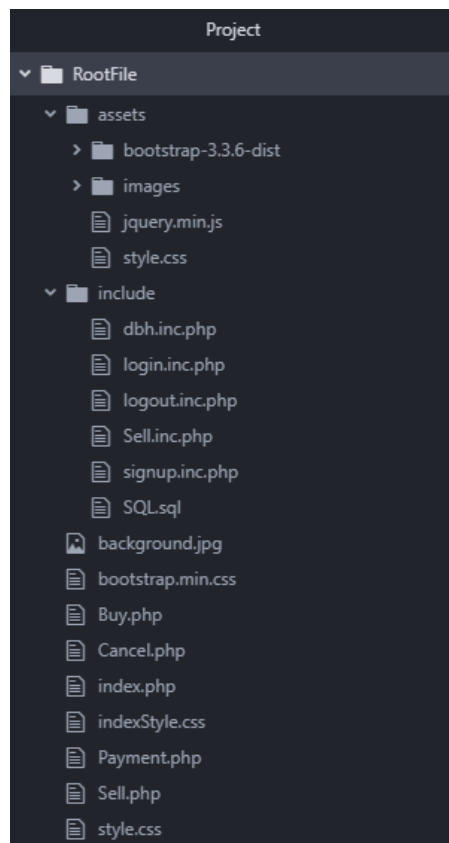 Project
RootFile
assets
bootstrap-3.3.6-dist
images
jquery.min.js
style.css
include
dbh.inc.php
login.inc.php
logout.inc.php
Sell.inc.php
signup.inc.php
SQL.sql
background.jpg
bootstrap.min.css
Buy.php
Cancel.php
index.php
indexStyle.css
Payment.php
Sell.php
style.css